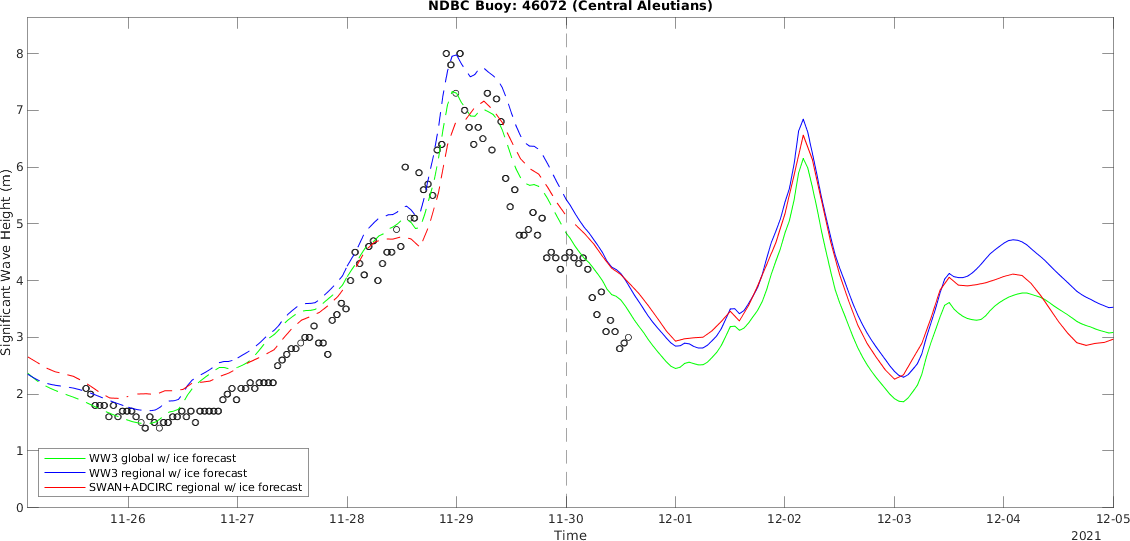 NDBC Buoy: 46072 (Central Aleutians)
Significant Wave Height (m)
8
7
6
5
4
3
2
1
0
WW3 global w/ ice forecast
WW3 regional w/ ice forecast
SWAN+ADCIRC regional w/ ice forecast
11-26 11-27 11-28 11-29 11-30 12-01 12-02 12-03 12-04 12-05
Time
2021